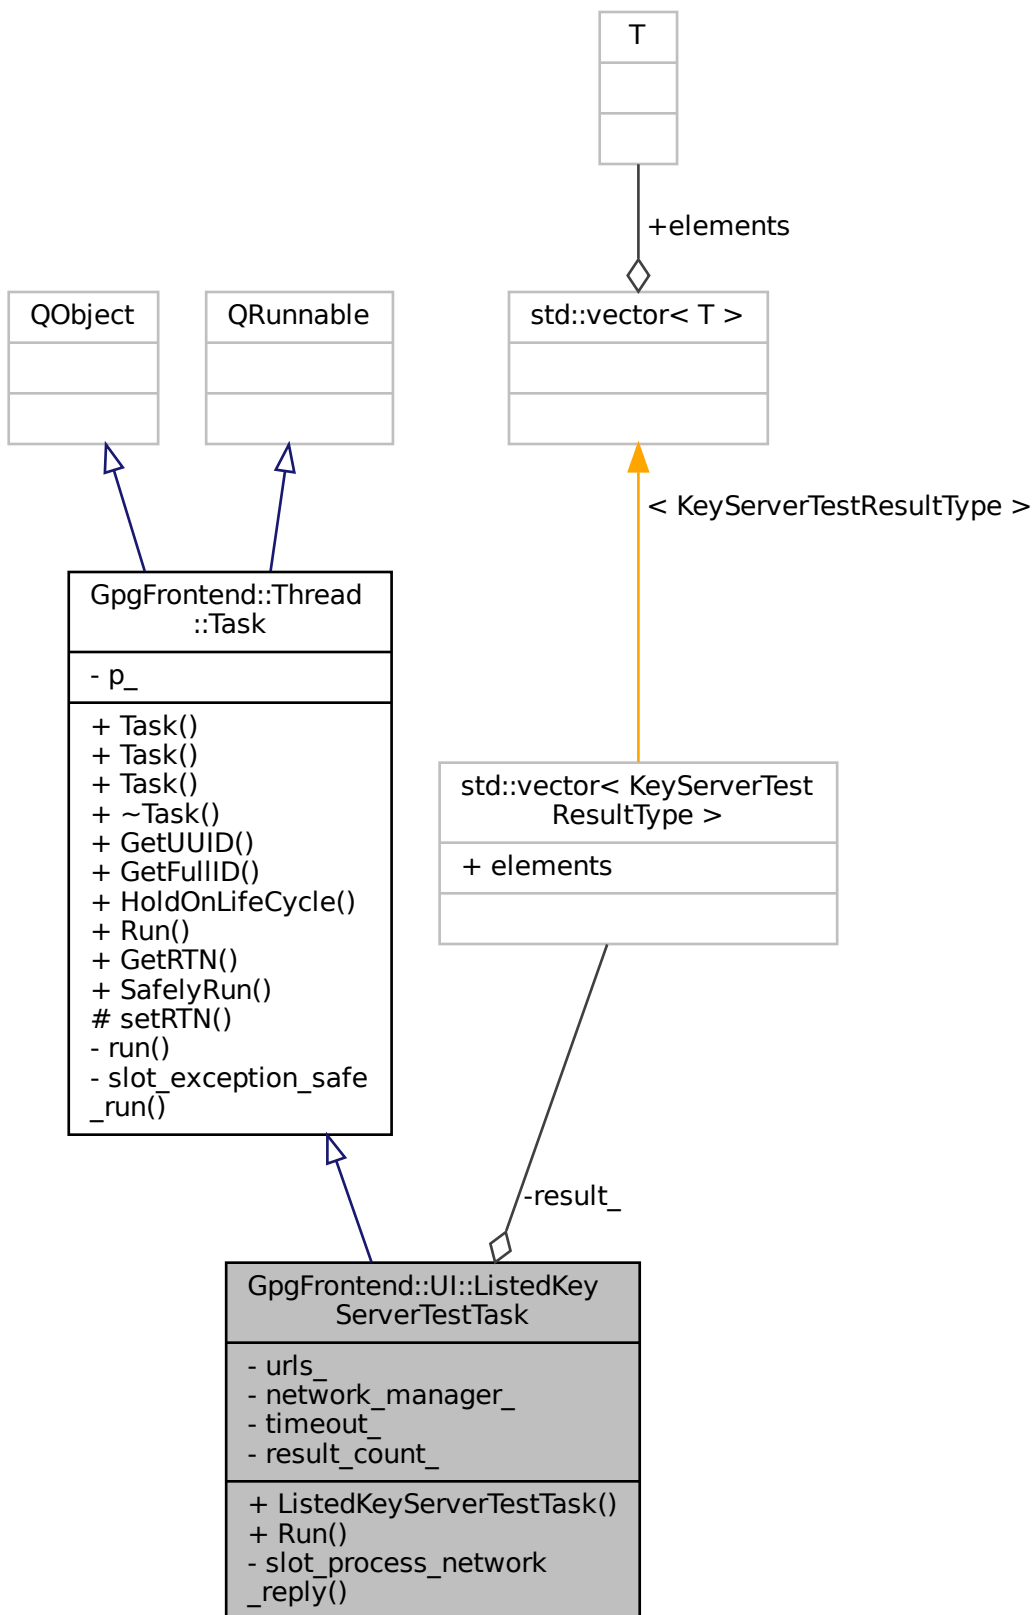 T
+elements
QObject
QRunnable
std::vector< T >
< KeyServerTestResultType >
GpgFrontend::Thread
::Task
- p_
+ Task()
+ Task()
+ Task()
+ ~Task()
+ GetUUID()
+ GetFullID()
+ HoldOnLifeCycle()
+ Run()
+ GetRTN()
+ SafelyRun()
# setRTN()
- run()
- slot_exception_safe
_run()
std::vector< KeyServerTest
ResultType >
+ elements
-result_
GpgFrontend::UI::ListedKey
ServerTestTask
- urls_
- network_manager_
- timeout_
- result_count_
+ ListedKeyServerTestTask()
+ Run()
- slot_process_network
_reply()